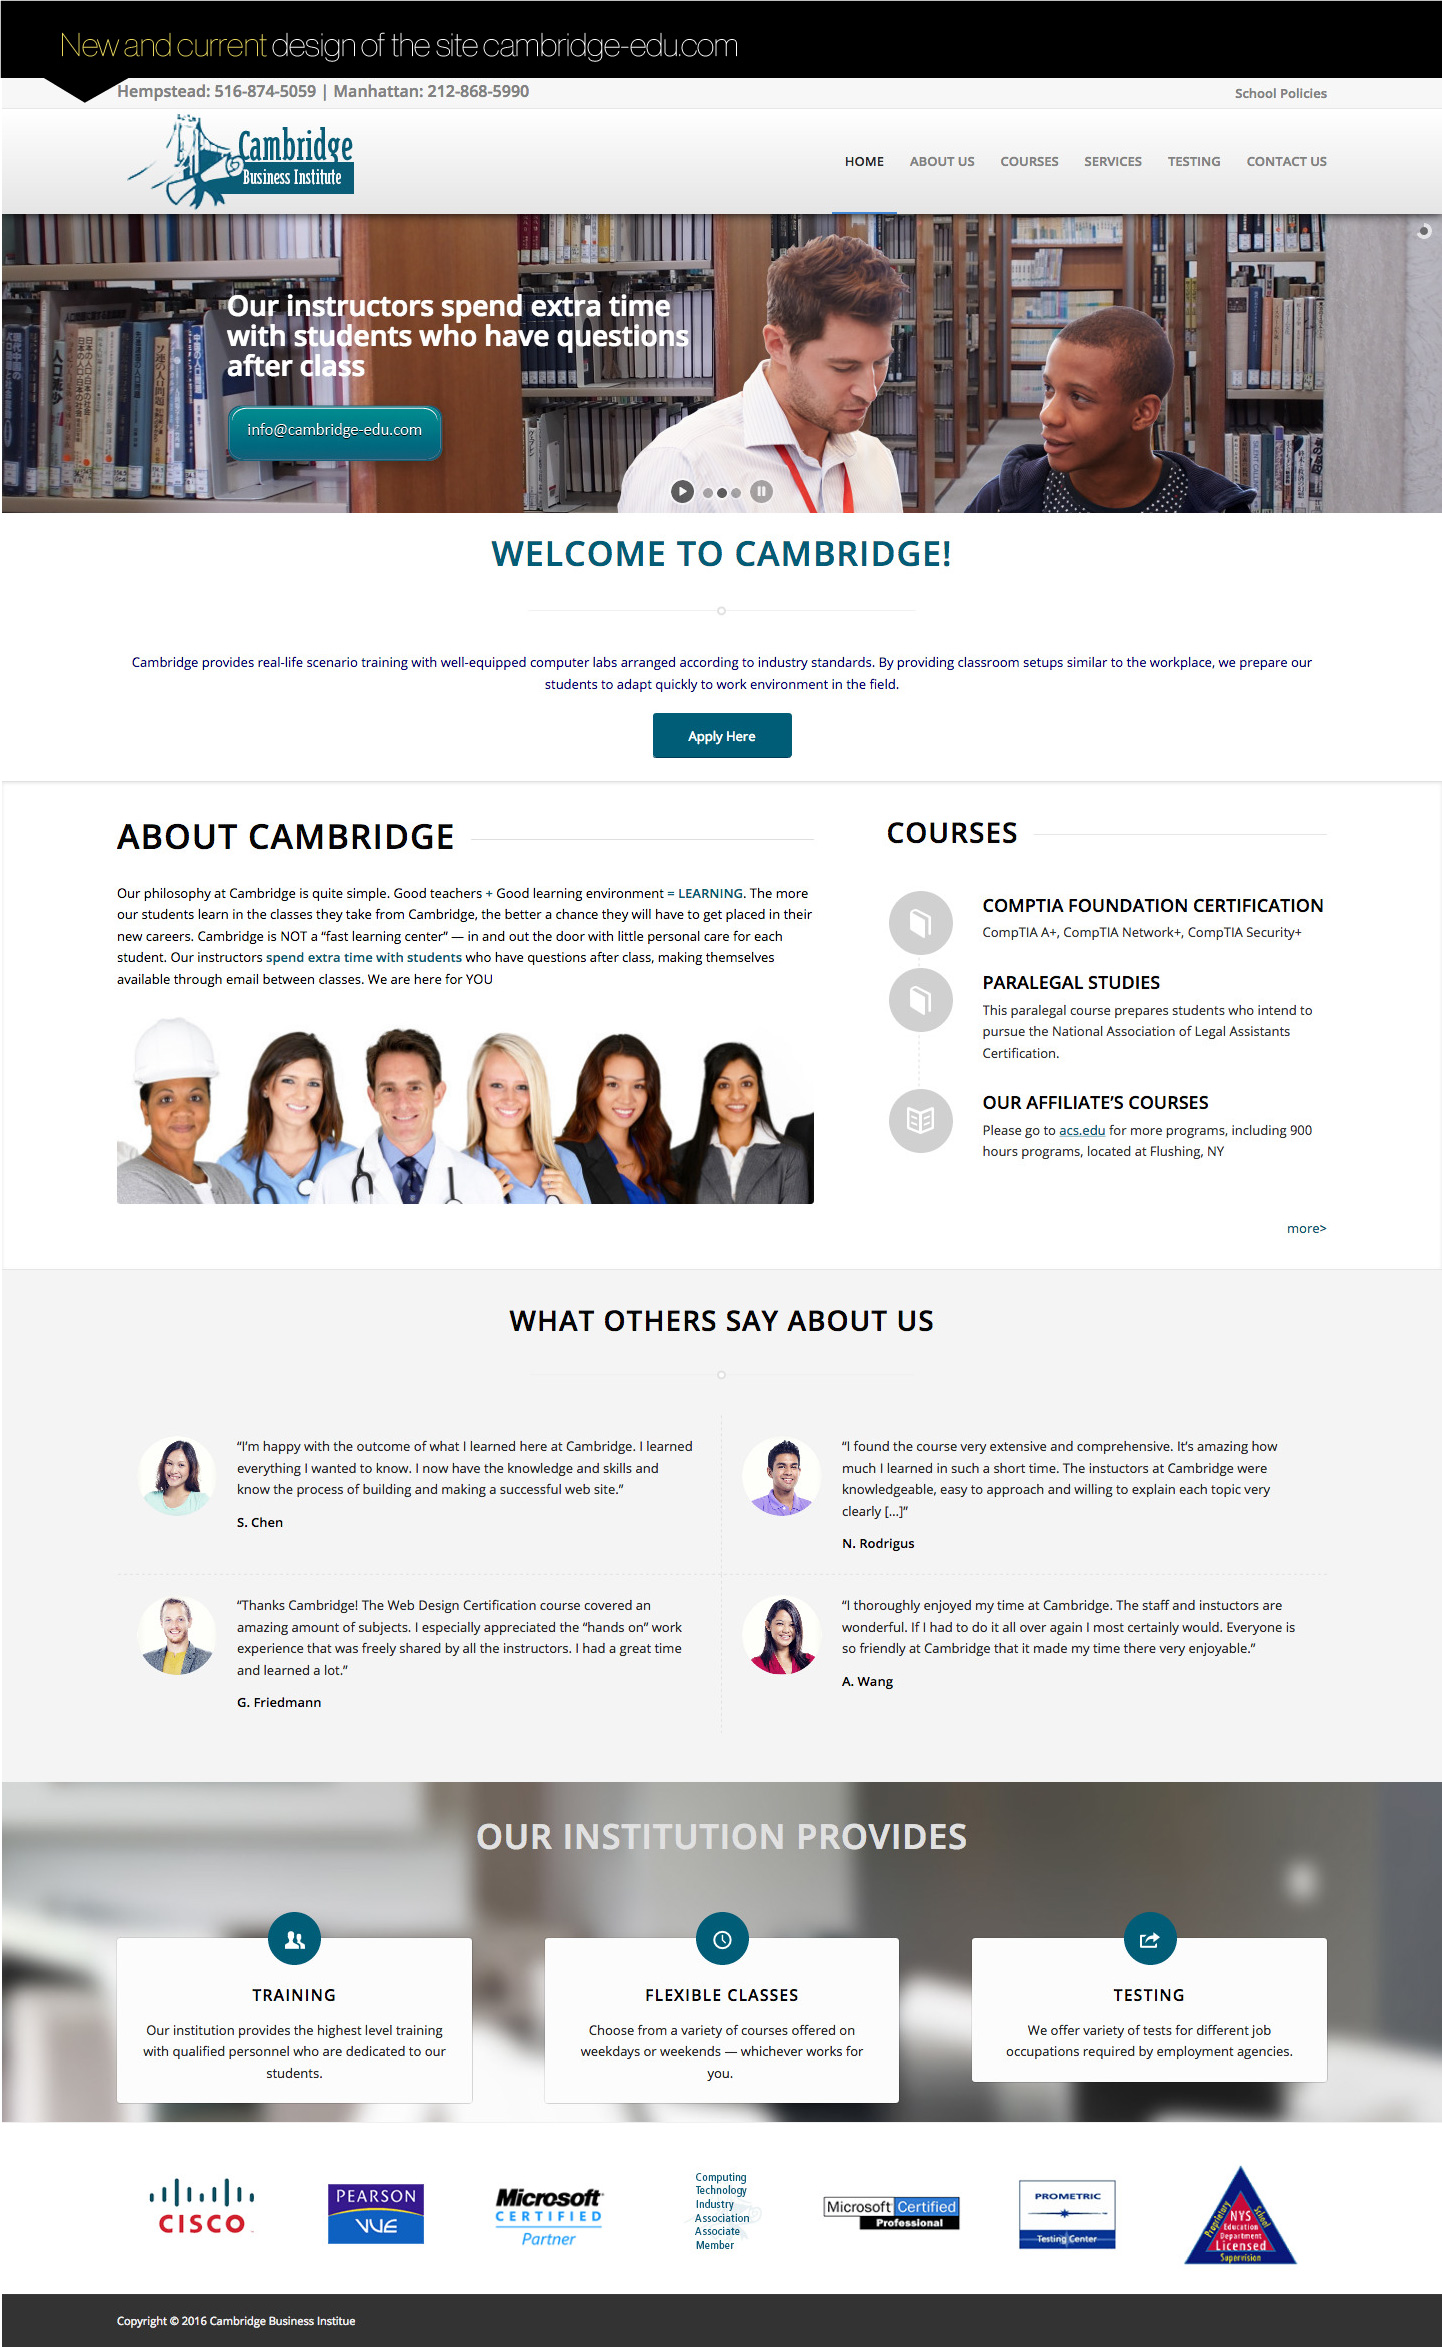 New and current design of the site cambridge-edu.com
Hempstead: 516-874-5059 | Manhattan: 212-868-5990
School Policies
Cambridge
Business Institute
HOME
ABOUT US
COURSES
SERVICES
TESTING
CONTACT US
Our instructors spend extra time
with students who have questions
after class
info@cambridge-edu.com
WELCOME TO CAMBRIDGE!
Cambridge provides real-life scenario training with well-equipped computer labs arranged according to industry standards. By providing classroom setups similar to the workplace, we prepare our
students to adapt quickly to work environment in the field.
Apply Here
ABOUT CAMBRIDGE
Our philosophy at Cambridge is quite simple. Good teachers + Good learning environment = LEARNING. The more
our students learn in the classes they take from Cambridge, the better a chance they will have to get placed in their
new careers. Cambridge is NOT a “fast learning center” — in and out the door with little personal care for each
student. Our instructors spend extra time with students who have questions after class, making themselves
available through email between classes. We are here for YOU
COURSES
COMPTIA FOUNDATION CERTIFICATION
CompTIA A+, CompTIA Network+, CompTIA Security+
PARALEGAL STUDIES
This paralegal course prepares students who intend to
pursue the National Association of Legal Assistants
Certification.
OUR AFFILIATE’S COURSES
Please go to acs.edu for more programs, including 900
hours programs, located at Flushing, NY
more>
WHAT OTHERS SAY ABOUT US
“I’m happy with the outcome of what I learned here at Cambridge. I learned
everything I wanted to know. I now have the knowledge and skills and
know the process of building and making a successful web site.”
S. Chen
“I found the course very extensive and comprehensive. It’s amazing how
much I learned in such a short time. The instuctors at Cambridge were
knowledgeable, easy to approach and willing to explain each topic very
clearly [...]”
N. Rodrigus
“Thanks Cambridge! The Web Design Certification course covered an
amazing amount of subjects. I especially appreciated the “hands on” work
experience that was freely shared by all the instructors. I had a great time
and learned a lot.”
G. Friedmann
“I thoroughly enjoyed my time at Cambridge. The staff and instuctors are
wonderful. If I had to do it all over again I most certainly would. Everyone is
so friendly at Cambridge that it made my time there very enjoyable.”
A. Wang
OUR INSTITUTION PROVIDES
TRAINING
Our institution provides the highest level training
with qualified personnel who are dedicated to our
students.
FLEXIBLE CLASSES
Choose from a variety of courses offered on
weekdays or weekends — whichever works for
you.
TESTING
We offer variety of tests for different job
occupations required by employment agencies.
CISCO
PEARSON
VUE
Microsoft
CERTIFIED
Partner
Computing
Technology
Industry
Association
Associate
Member
Microsoft Certified
Professional
PROMETRIC
Testing Center
Proprietary
School
NYS
Education
Department
Licensed
Supervision
Copyright © 2016 Cambridge Business Institue